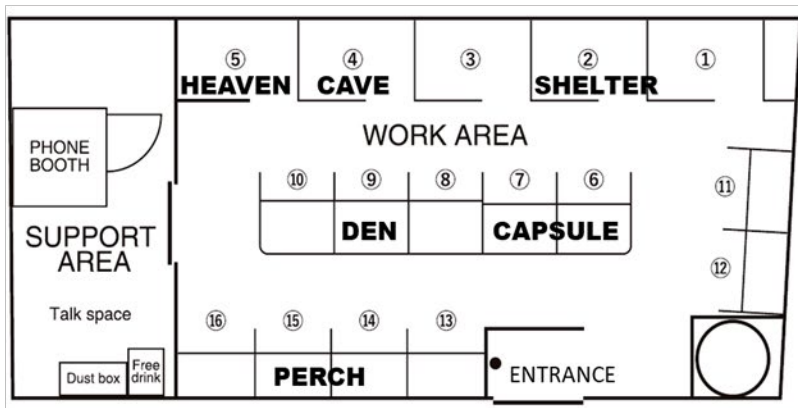 ⑤ ④ ③ ② ①
HEAVEN CAVE SHELTER
WORK AREA
PHONE
BOOTH
⑩ ⑨ ⑧ ⑦ ⑥
⑪
DEN CAPSULE
SUPPORT
AREA
⑫
Talk space
⑯ ⑮ ⑭ ⑬
Dust box
Free
drink
PERCH
ENTRANCE